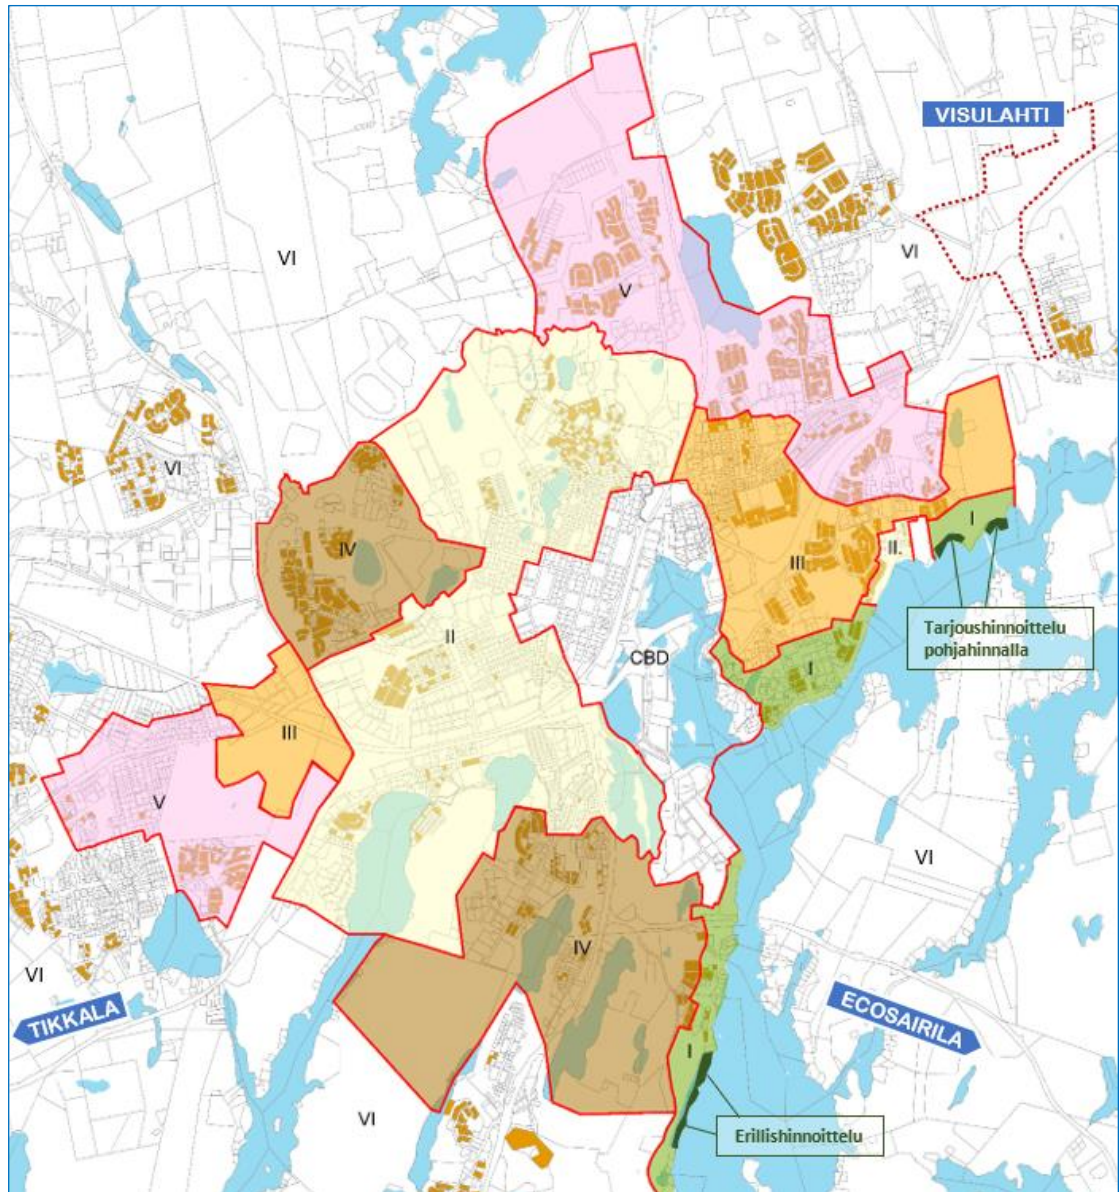 VISULAHTI
VI
VI
V
VI
I
IV
II.
III
Tarjoushinnoittelu
pohjahinnalla
II
CBD
I
III
V
VI
IV
VI
TIKKALA
ECOSAIRILA
I
VI
Erillishinnoittelu